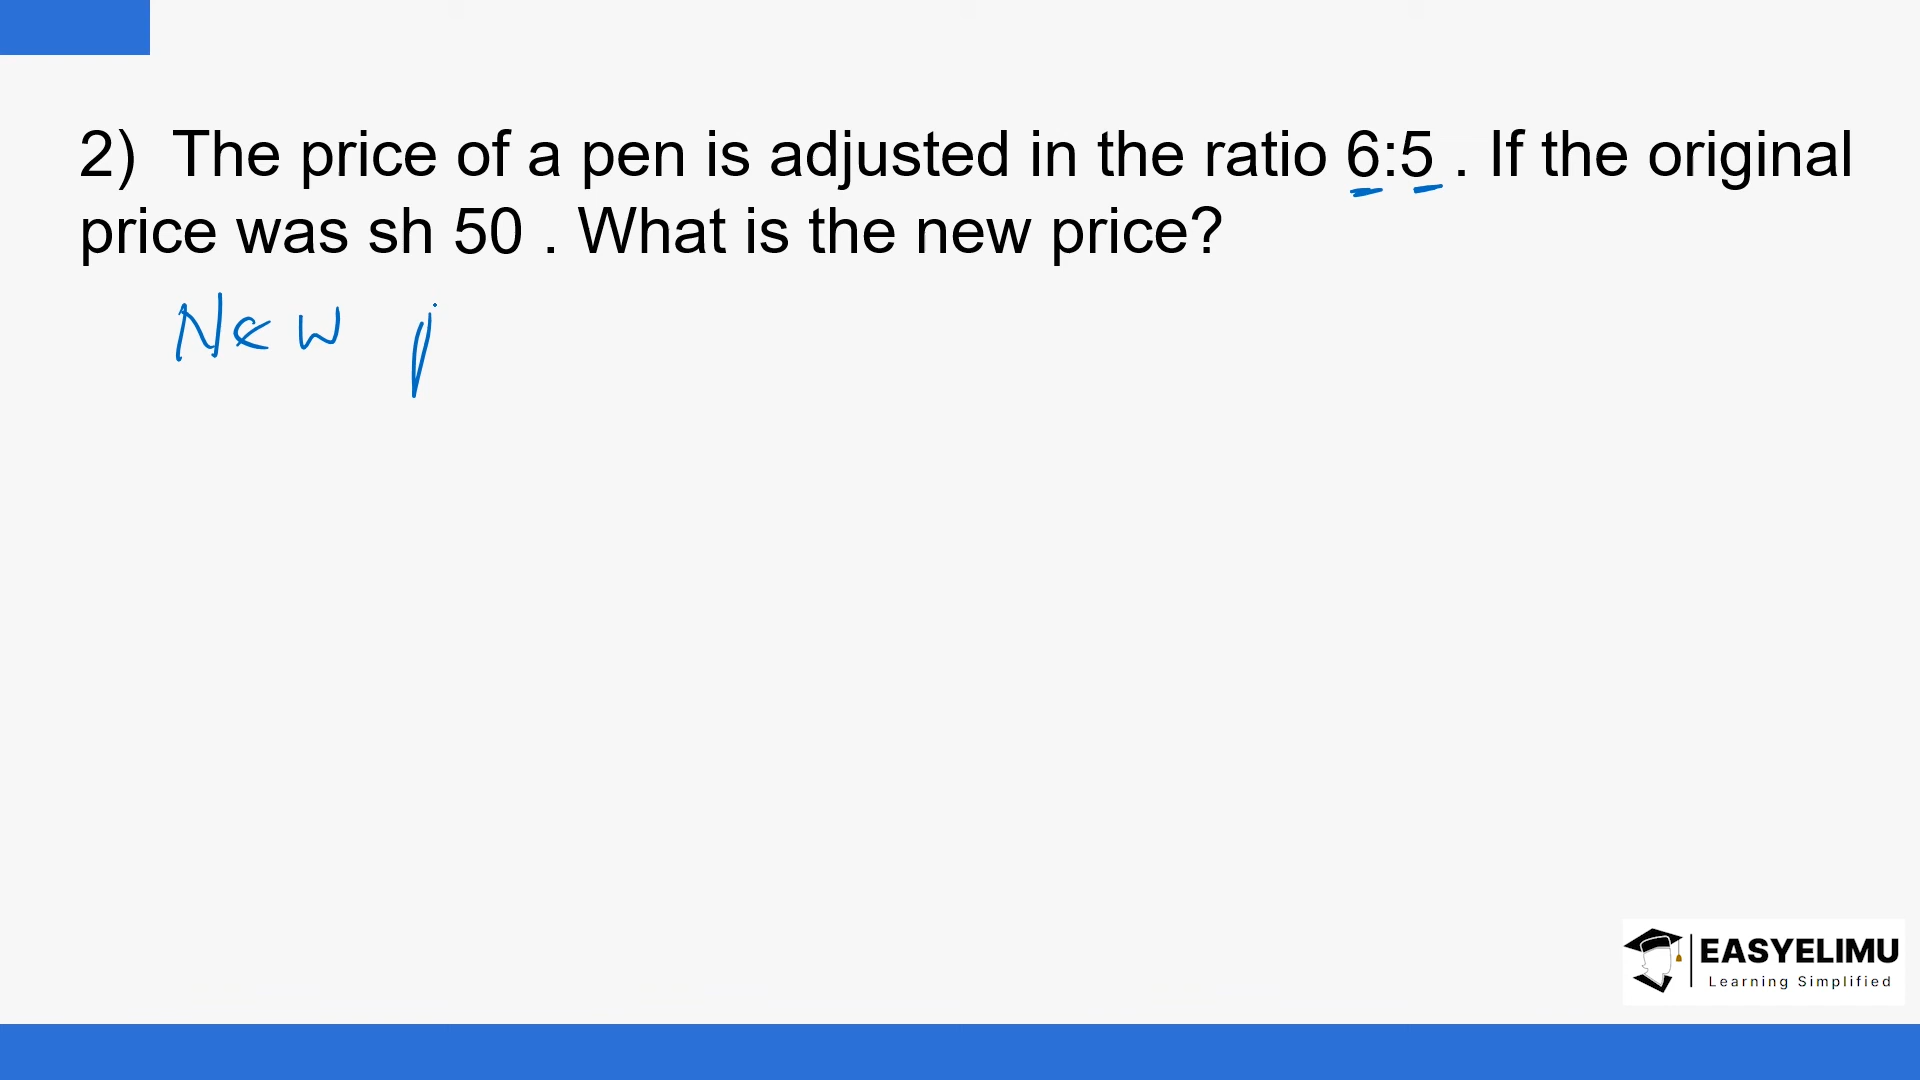 2) The price of a pen is adjusted in the ratio 6:5 . If the original
price was sh 50 . What is the new price?
New p
EASYELIMU
Learning Simplified